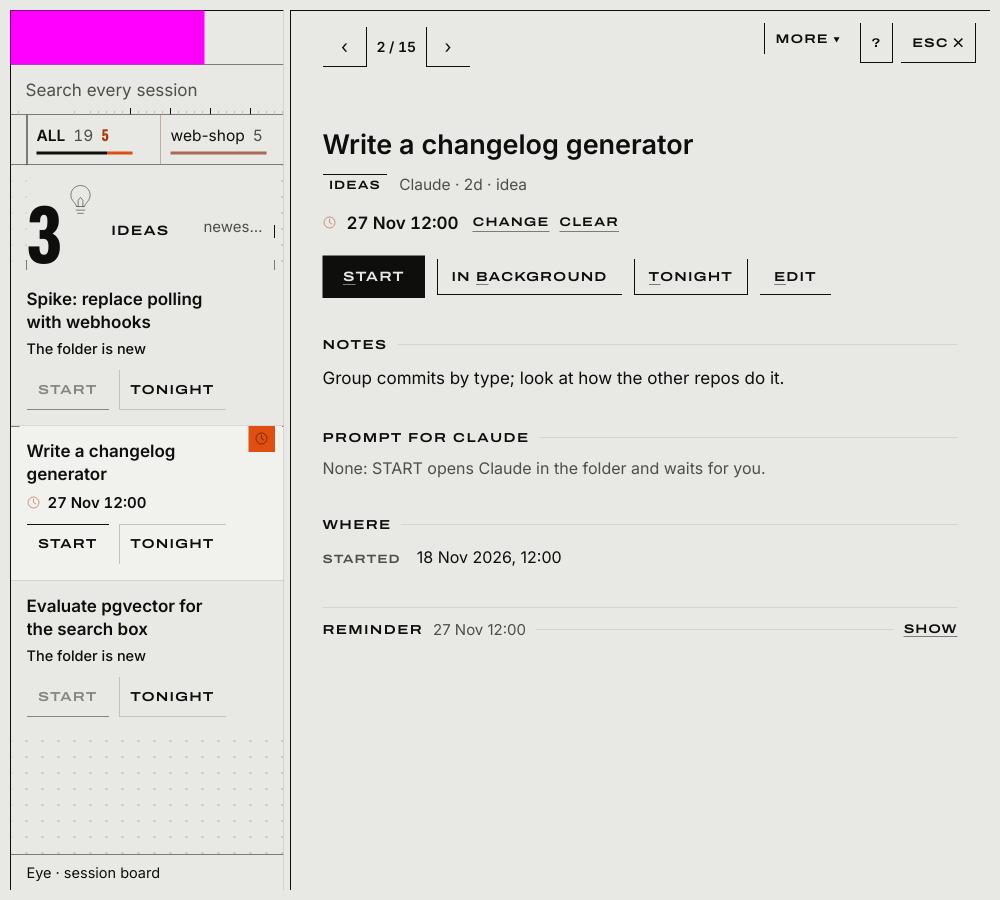 Search every session
ALL 19 5
web-shop 5
3 IDEAS newes...
Spike: replace polling
with webhooks
The folder is new
START TONIGHT
Write a changelog
generator
27 Nov 12:00
START TONIGHT
Evaluate pgvector for
the search box
The folder is new
START TONIGHT
Eye · session board
‹ 2 / 15 ›
MORE ▾ ? ESC ✕
Write a changelog generator
IDEAS Claude · 2d · idea
27 Nov 12:00 CHANGE CLEAR
START IN BACKGROUND TONIGHT EDIT
NOTES
Group commits by type; look at how the other repos do it.
PROMPT FOR CLAUDE
None: START opens Claude in the folder and waits for you.
WHERE
STARTED 18 Nov 2026, 12:00
REMINDER 27 Nov 12:00 SHOW